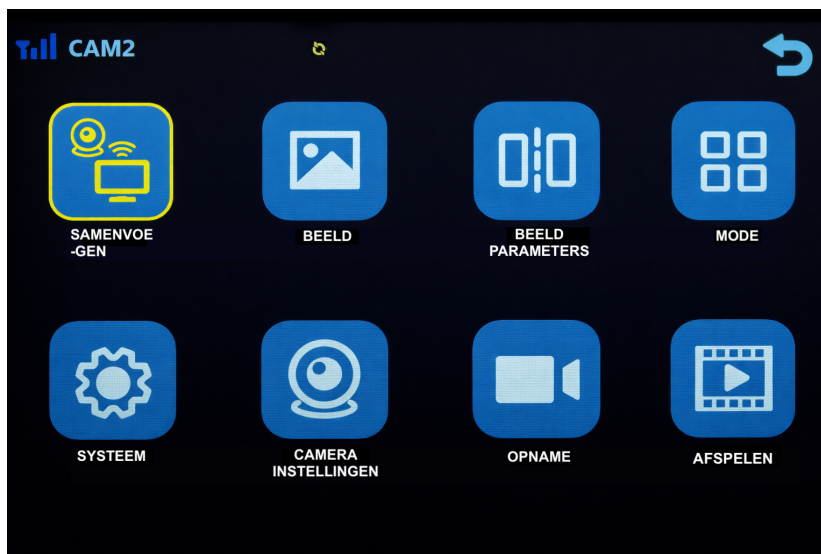 CAM2
SAMENVOE
-GEN
BEELD
BEELD
PARAMETERS
MODE
SYSTEEM
CAMERA
INSTELLINGEN
OPNAME
AFSPELEN